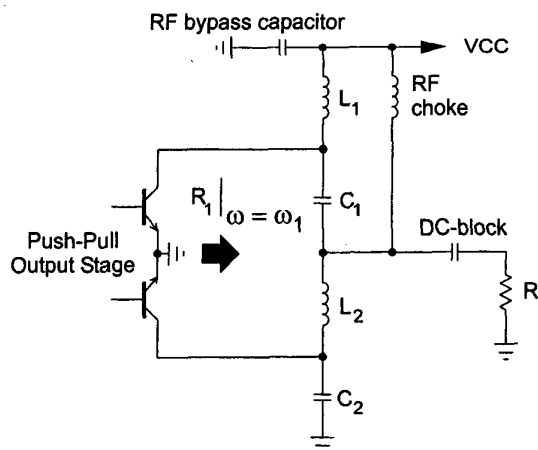 RF bypass capacitor
VCC
RF
choke
L1
R1|ω = ω1
C1
DC-block
Push-Pull
Output Stage
R
L2
C2